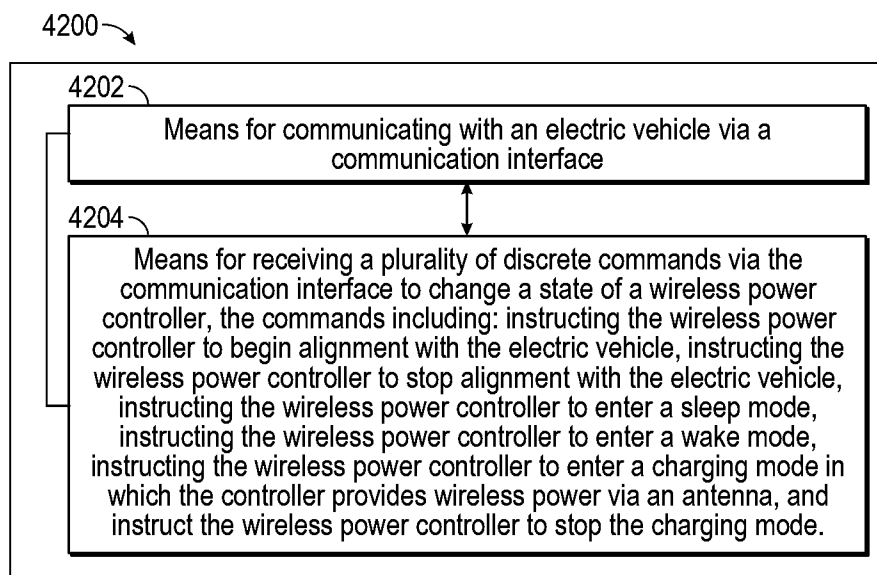 4200
4202
Means for communicating with an electric vehicle via a
communication interface
4204
Means for receiving a plurality of discrete commands via the
communication interface to change a state of a wireless power
controller, the commands including: instructing the wireless power
controller to begin alignment with the electric vehicle, instructing the
wireless power controller to stop alignment with the electric vehicle,
instructing the wireless power controller to enter a sleep mode,
instructing the wireless power controller to enter a wake mode,
instructing the wireless power controller to enter a charging mode in
which the controller provides wireless power via an antenna, and
instruct the wireless power controller to stop the charging mode.